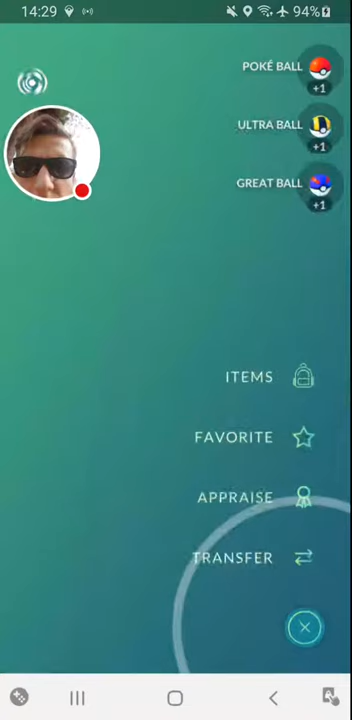 14:29 94%
POKÉ BALL
+1
ULTRA BALL
+1
GREAT BALL
+1
ITEMS
FAVORITE
APPRAISE
TRANSFER